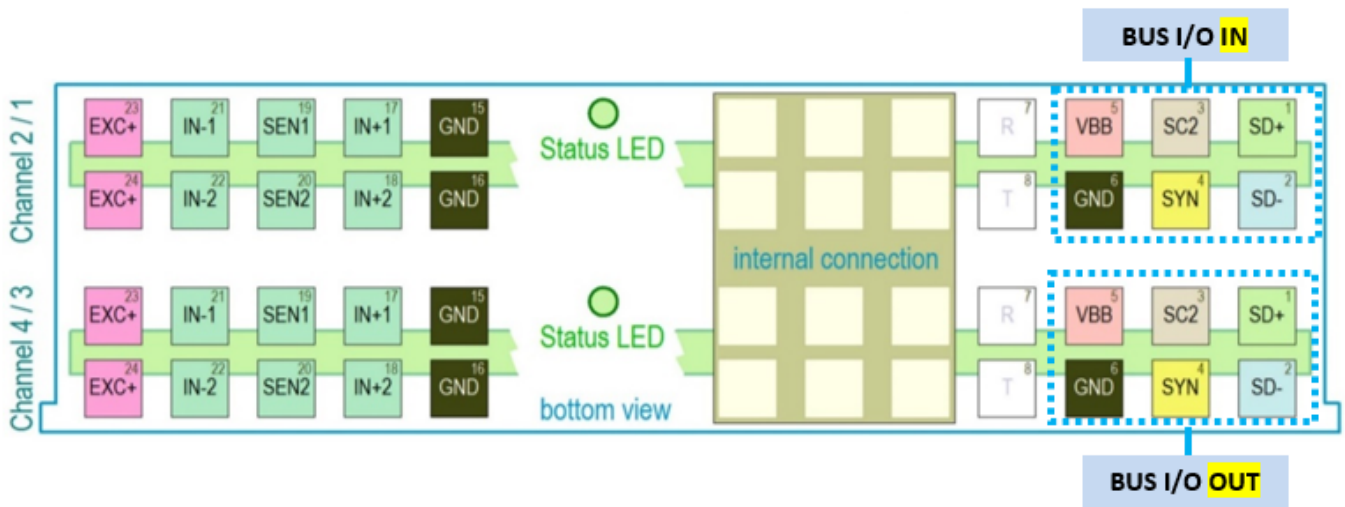 BUS I/O IN
Channel 2 / 1
23 21 19 17 15 7 5 3 1
EXC+ IN-1 SEN1 IN+1 GND R VBB SC2 SD+
Status LED
24 22 20 18 16 8 6 4 2
EXC+ IN-2 SEN2 IN+2 GND T GND SYN SD-
internal connection
Channel 4 / 3
23 21 19 17 15 7 5 3 1
EXC+ IN-1 SEN1 IN+1 GND R VBB SC2 SD+
Status LED
24 22 20 18 16 8 6 4 2
EXC+ IN-2 SEN2 IN+2 GND T GND SYN SD-
bottom view
BUS I/O OUT